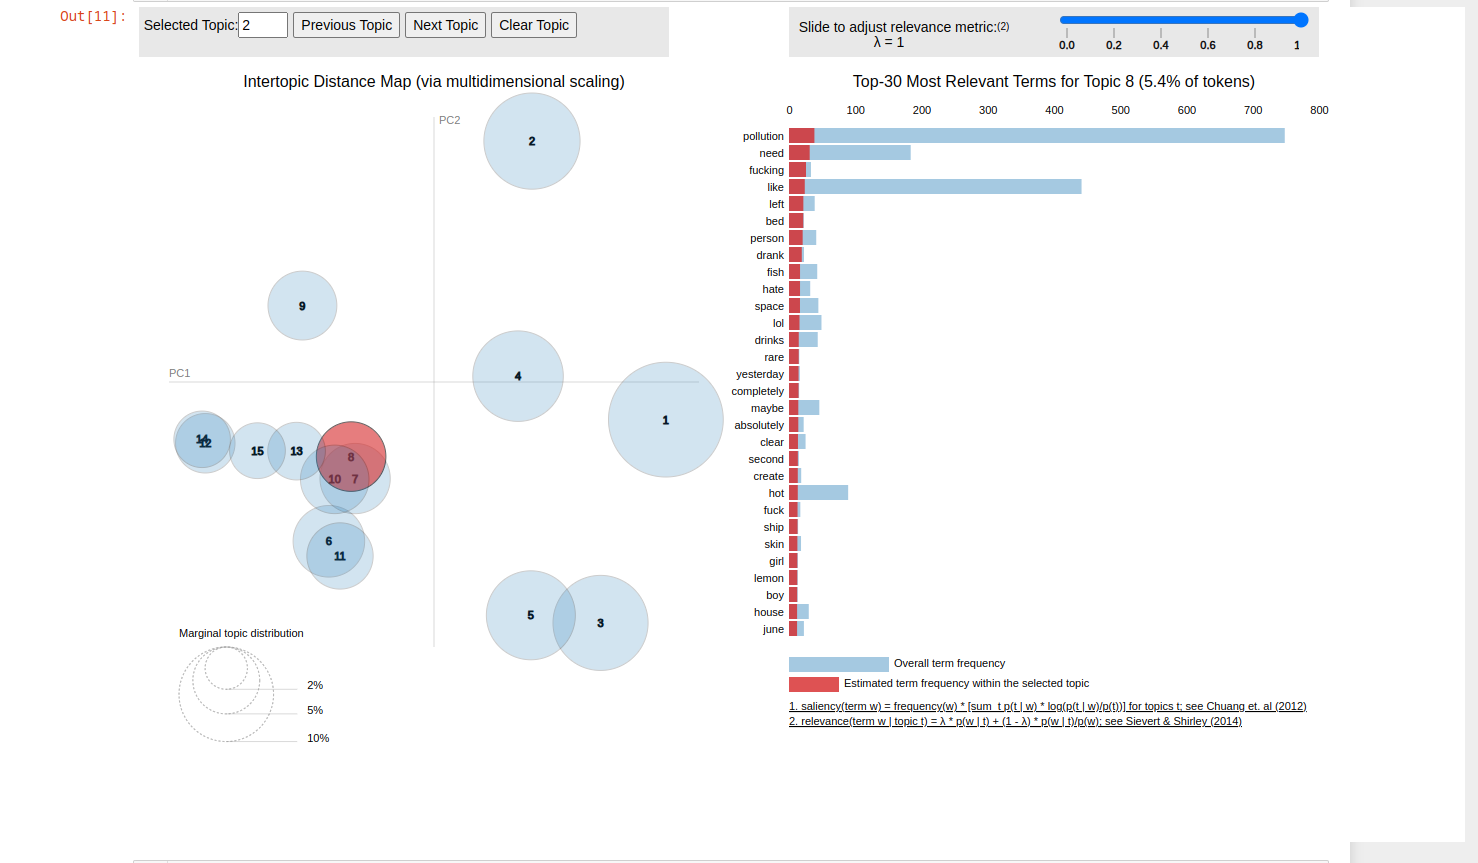 Out[11]:
Selected Topic: 2 Previous Topic Next Topic Clear Topic
Slide to adjust relevance metric:(2)
λ = 1
0.0 0.2 0.4 0.6 0.8 1
Intertopic Distance Map (via multidimensional scaling)
PC2
PC1
2
9
4
1
14
12
15
13
8
10
7
6
11
5
3
Marginal topic distribution
2%
5%
10%
Top-30 Most Relevant Terms for Topic 8 (5.4% of tokens)
0 100 200 300 400 500 600 700 800
pollution
need
fucking
like
left
bed
person
drank
fish
hate
space
lol
drinks
rare
yesterday
completely
maybe
absolutely
clear
second
create
hot
fuck
ship
skin
girl
lemon
boy
house
june
Overall term frequency
Estimated term frequency within the selected topic
1. saliency(term w) = frequency(w) * [sum_t p(t | w) * log(p(t | w)/p(t))] for topics t; see Chuang et. al (2012)
2. relevance(term w | topic t) = λ * p(w | t) + (1 - λ) * p(w | t)/p(w); see Sievert & Shirley (2014)